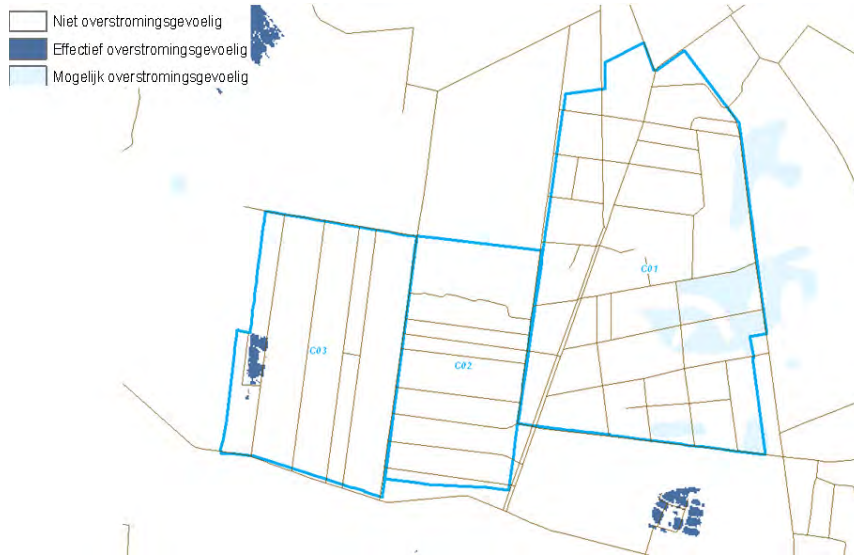 Niet overstromingsgevoelig
Effectief overstromingsgevoelig
Mogelijk overstromingsgevoelig
C01
C03
C02